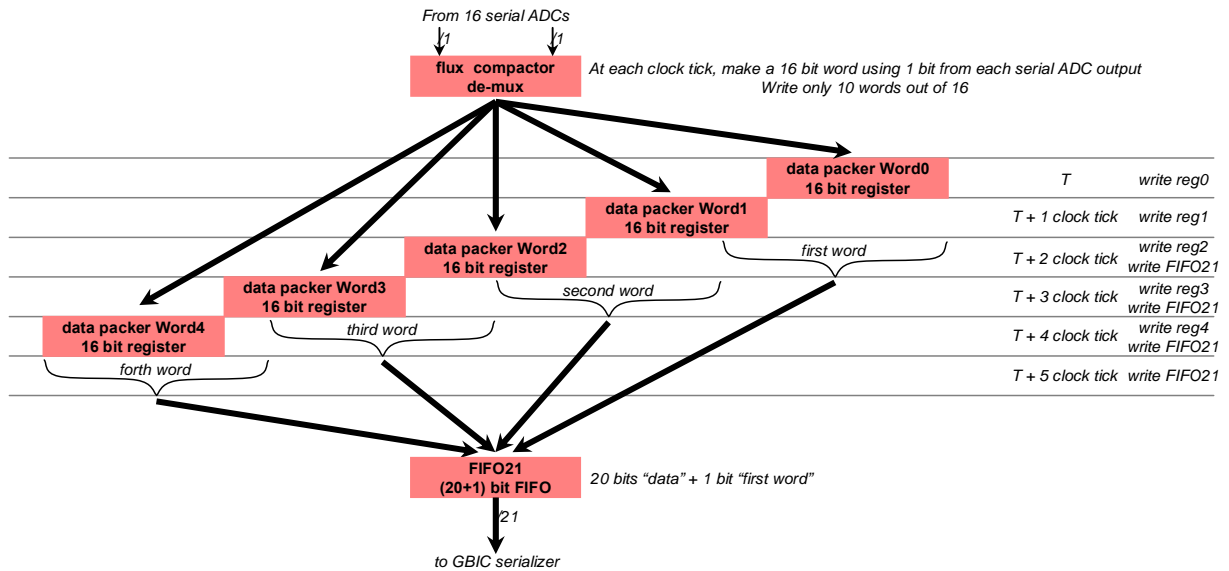 From 16 serial ADCs
/1 /1
flux compactor
de-mux
At each clock tick, make a 16 bit word using 1 bit from each serial ADC output
Write only 10 words out of 16
data packer Word0
16 bit register
T write reg0
data packer Word1
16 bit register
T + 1 clock tick write reg1
data packer Word2
16 bit register
first word
T + 2 clock tick
write reg2
write FIFO21
data packer Word3
16 bit register
second word
T + 3 clock tick
write reg3
write FIFO21
data packer Word4
16 bit register
third word
T + 4 clock tick
write reg4
write FIFO21
forth word
T + 5 clock tick write FIFO21
FIFO21
(20+1) bit FIFO
20 bits “data” + 1 bit “first word”
/21
to GBIC serializer